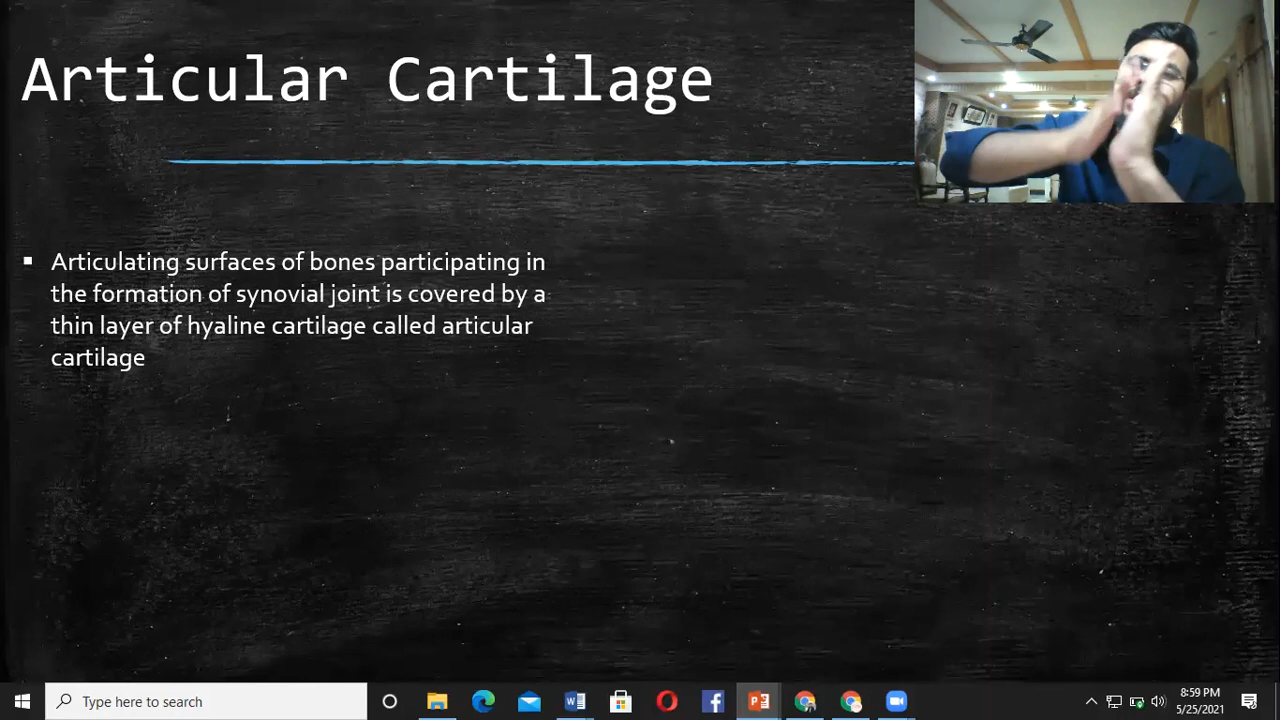 Articular Cartilage
▪ Articulating surfaces of bones participating in
the formation of synovial joint is covered by a
thin layer of hyaline cartilage called articular
cartilage
Type here to search
8:59 PM
5/25/2021